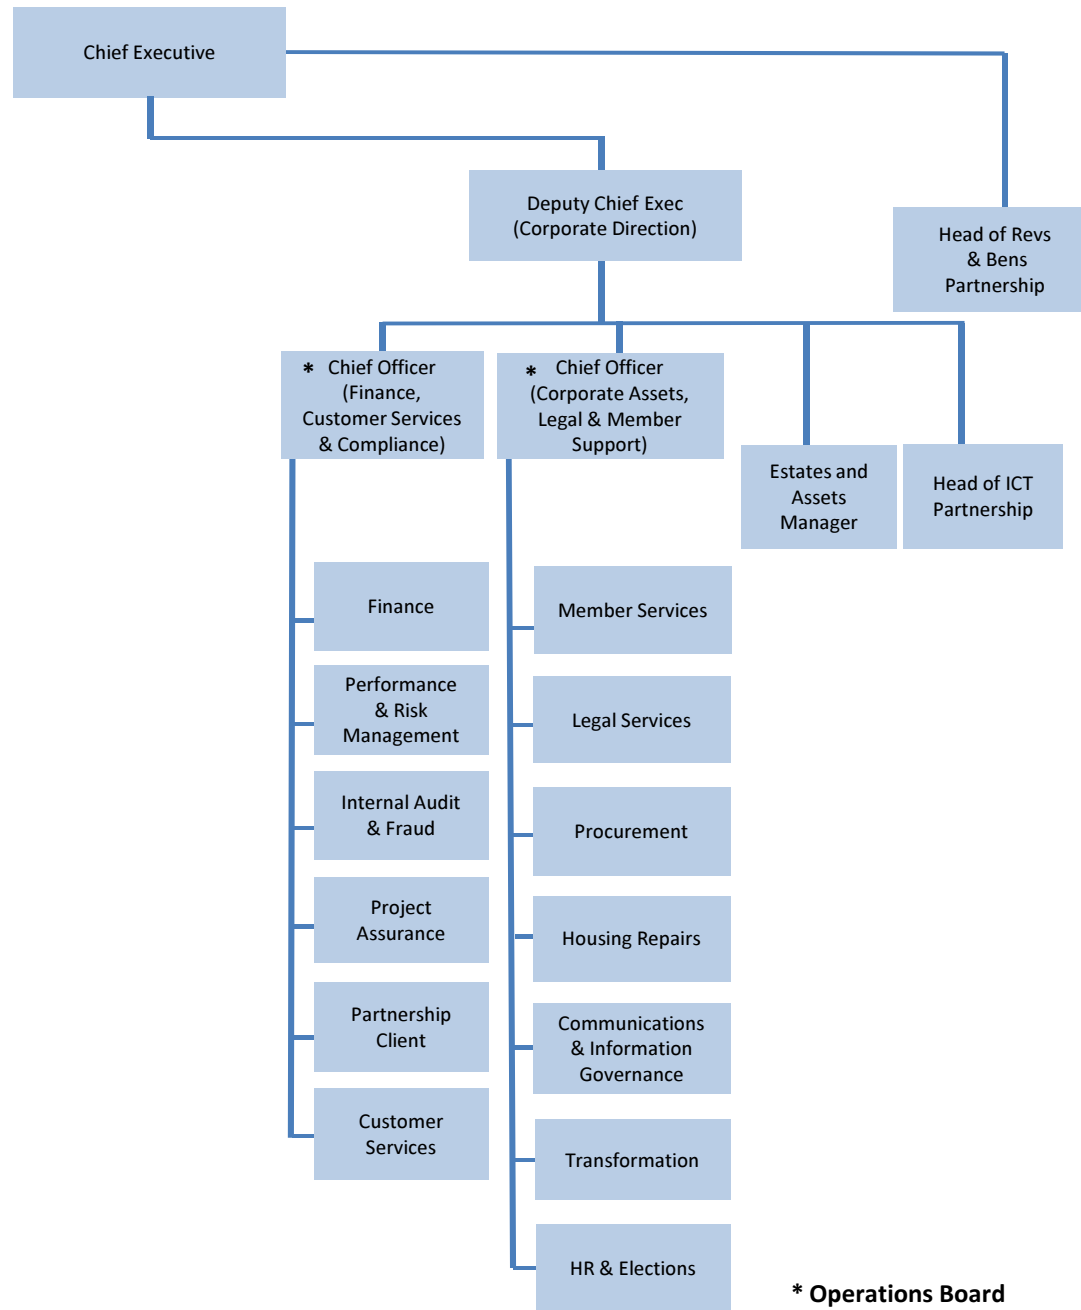 Chief Executive
Deputy Chief Exec
(Corporate Direction)
Head of Revs
& Bens
Partnership
* Chief Officer
(Finance,
Customer Services
& Compliance)
* Chief Officer
(Corporate Assets,
Legal & Member
Support)
Estates and
Assets
Manager
Head of ICT
Partnership
Finance
Performance
& Risk
Management
Internal Audit
& Fraud
Project
Assurance
Partnership
Client
Customer
Services
Member Services
Legal Services
Procurement
Housing Repairs
Communications
& Information
Governance
Transformation
HR & Elections
* Operations Board